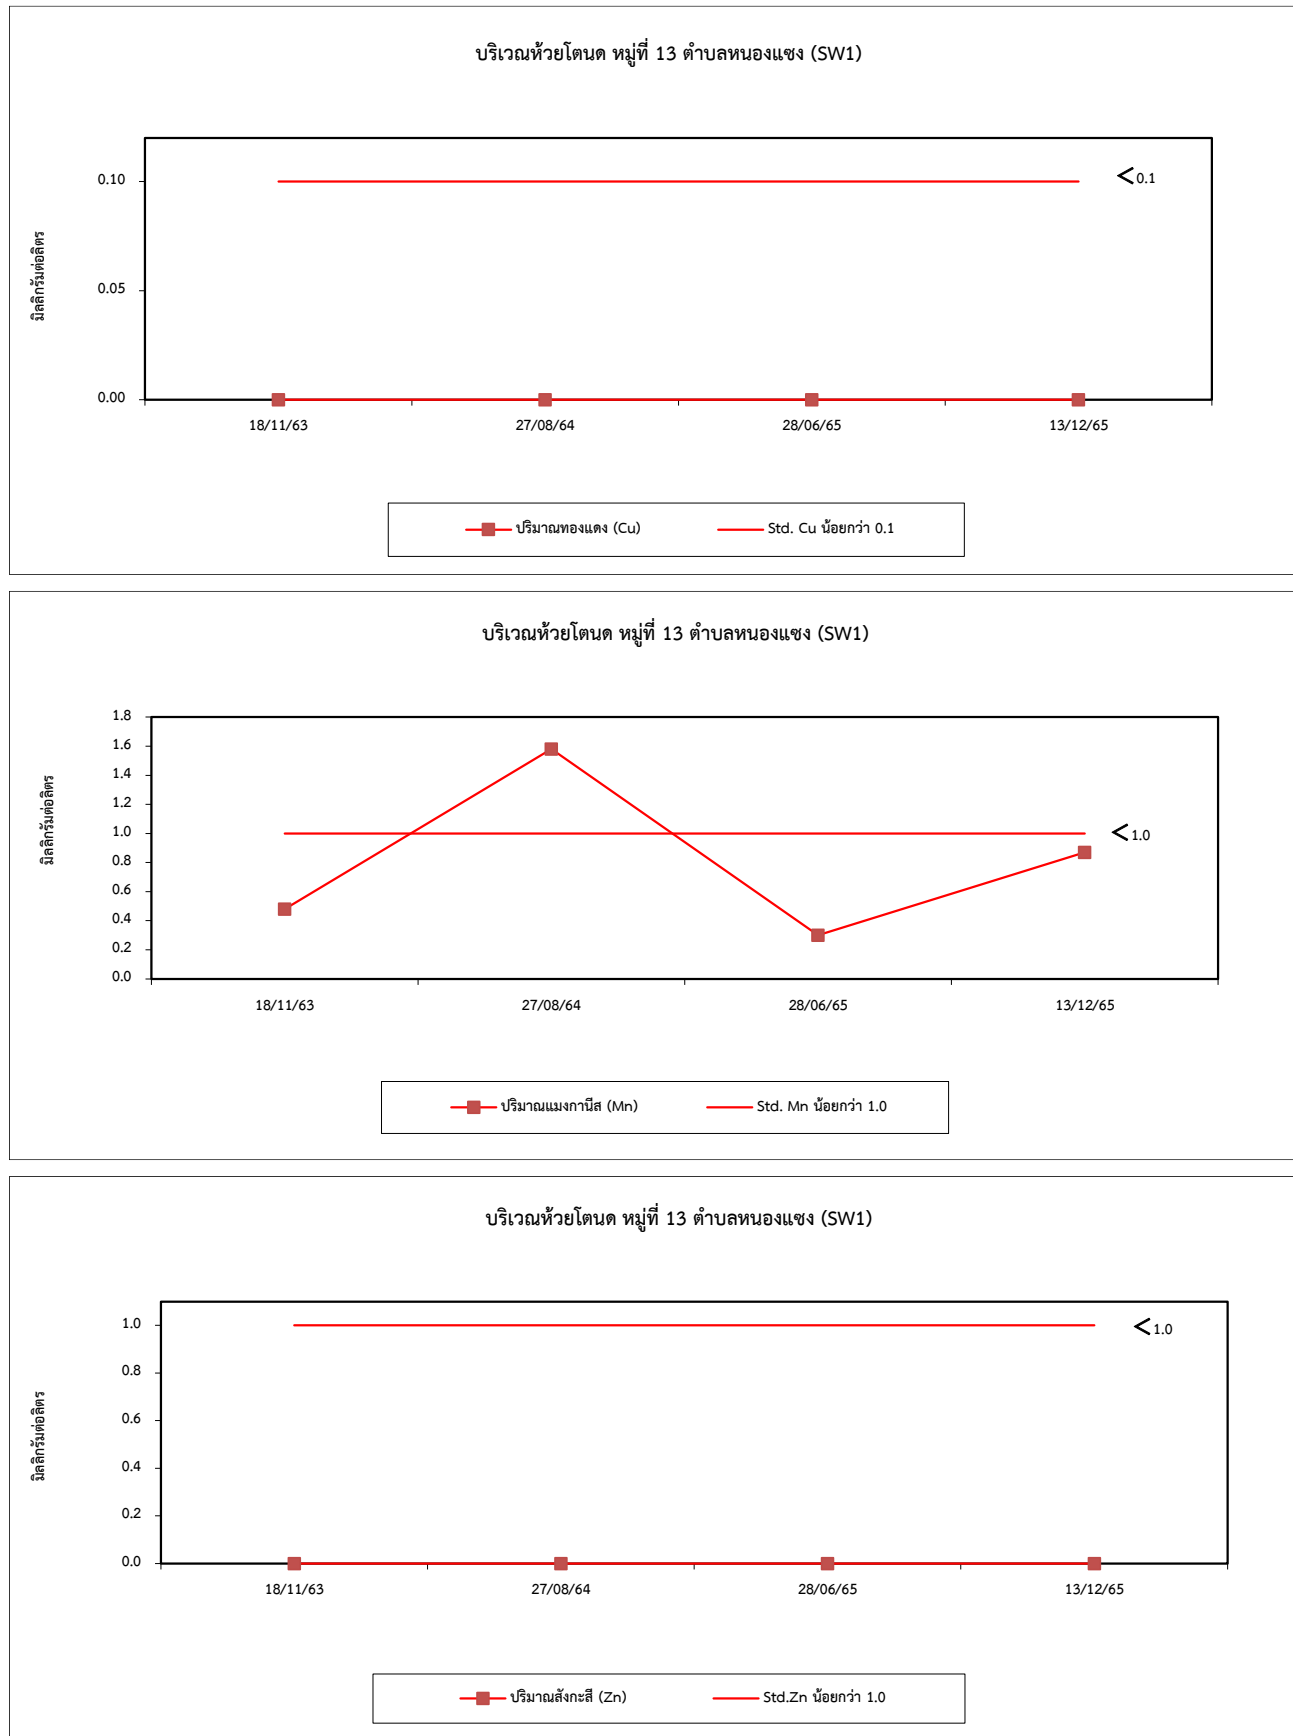 บริเวณห้วยโตนด หมู่ที่ 13 ตำบลหนองแซง (SW1)
มิลลิกรัมต่อลิตร
0.10
0.05
0.00
<0.1
18/11/63 27/08/64 28/06/65 13/12/65
ปริมาณทองแดง (Cu) Std. Cu น้อยกว่า 0.1
บริเวณห้วยโตนด หมู่ที่ 13 ตำบลหนองแซง (SW1)
มิลลิกรัมต่อลิตร
1.8
1.6
1.4
1.2
1.0
0.8
0.6
0.4
0.2
0.0
<1.0
18/11/63 27/08/64 28/06/65 13/12/65
ปริมาณแมงกานีส (Mn) Std. Mn น้อยกว่า 1.0
บริเวณห้วยโตนด หมู่ที่ 13 ตำบลหนองแซง (SW1)
มิลลิกรัมต่อลิตร
1.0
0.8
0.6
0.4
0.2
0.0
<1.0
18/11/63 27/08/64 28/06/65 13/12/65
ปริมาณสังกะสี (Zn) Std.Zn น้อยกว่า 1.0